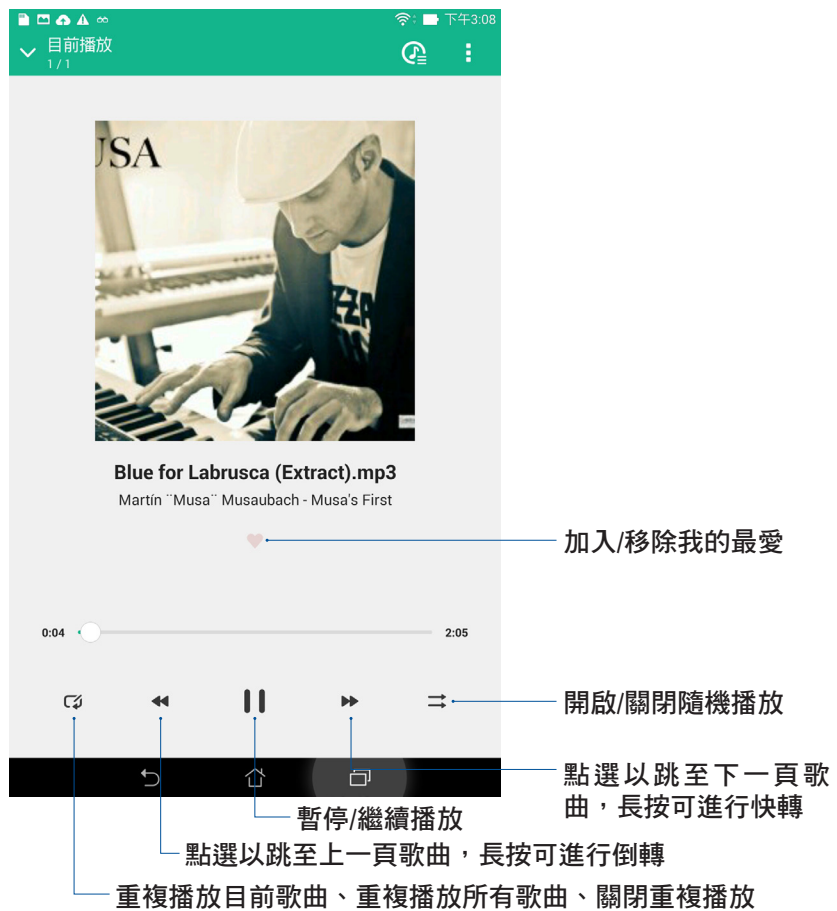 下午3:08
目前播放
1 / 1
USA
Blue for Labrusca (Extract).mp3
Martín ¨Musa¨ Musaubach - Musa's First
加入/移除我的最愛
0:04
2:05
開啟/關閉隨機播放
點選以跳至下一頁歌
曲，長按可進行快轉
暫停/繼續播放
點選以跳至上一頁歌曲，長按可進行倒轉
重複播放目前歌曲、重複播放所有歌曲、關閉重複播放